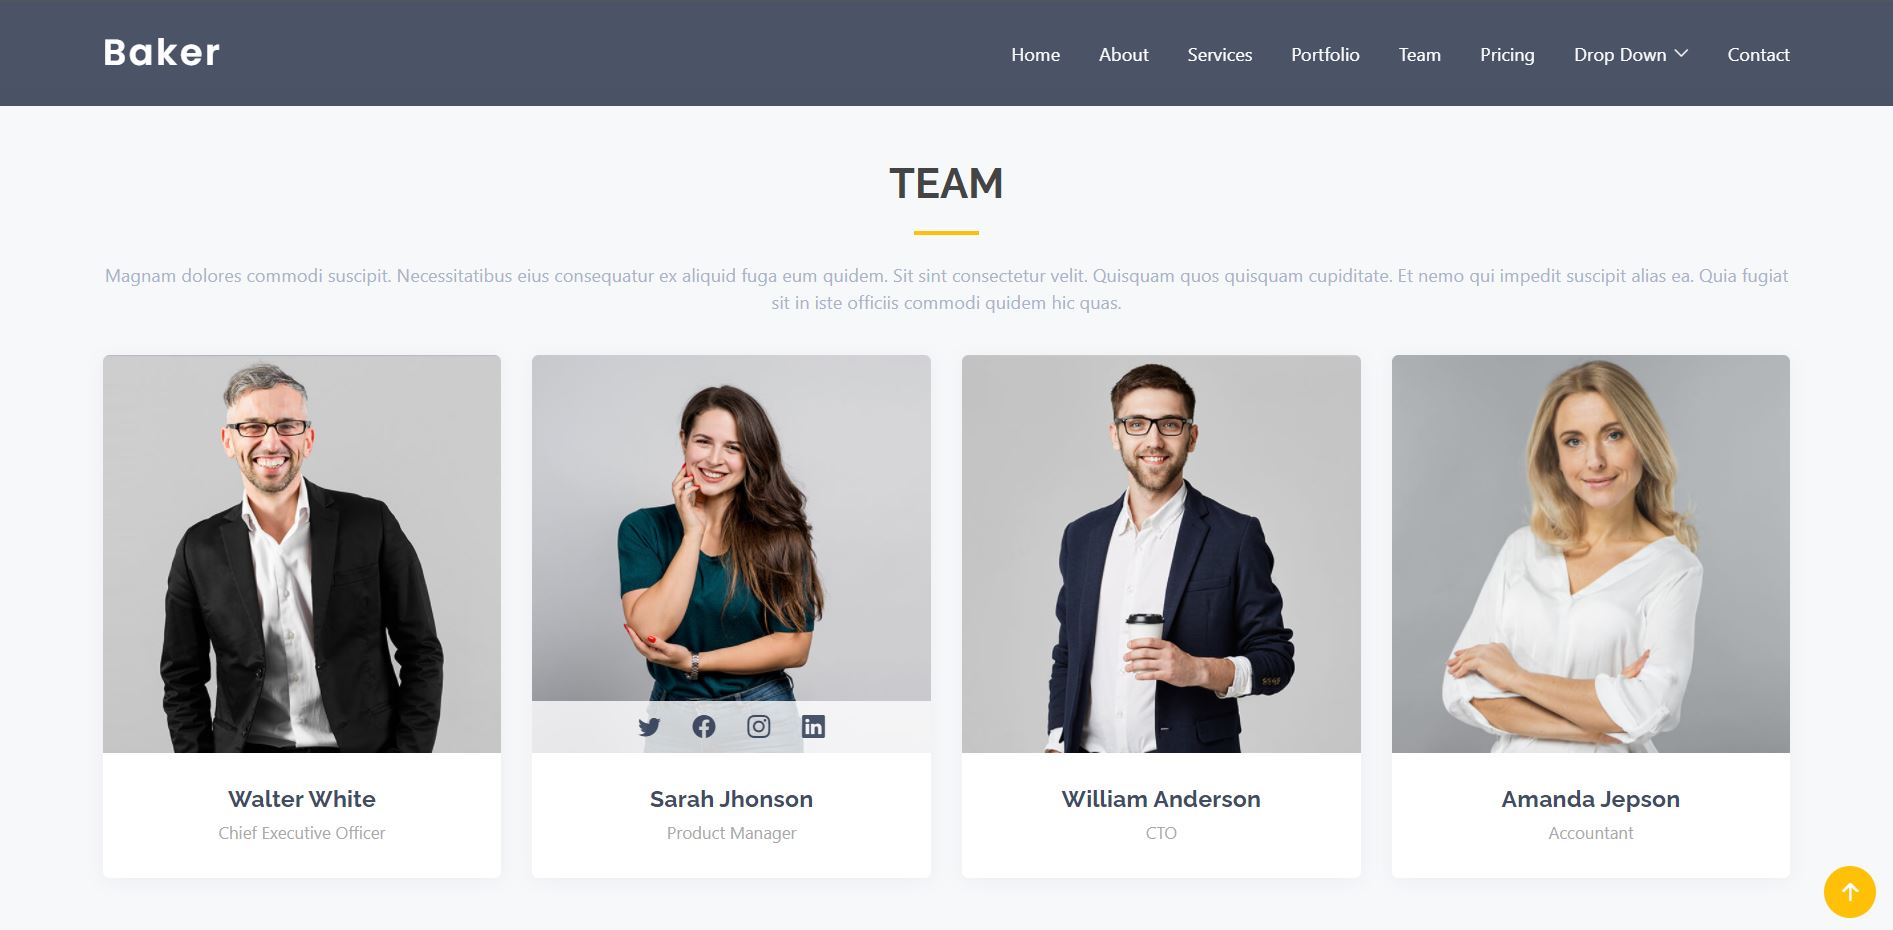 Baker
Home About Services Portfolio Team Pricing Drop Down Contact
TEAM
Magnam dolores commodi suscipit. Necessitatibus eius consequatur ex aliquid fuga eum quidem. Sit sint consectetur velit. Quisquam quos quisquam cupiditate. Et nemo qui impedit suscipit alias ea. Quia fugiat
sit in iste officiis commodi quidem hic quas.
Walter White
Chief Executive Officer
Sarah Jhonson
Product Manager
William Anderson
CTO
Amanda Jepson
Accountant